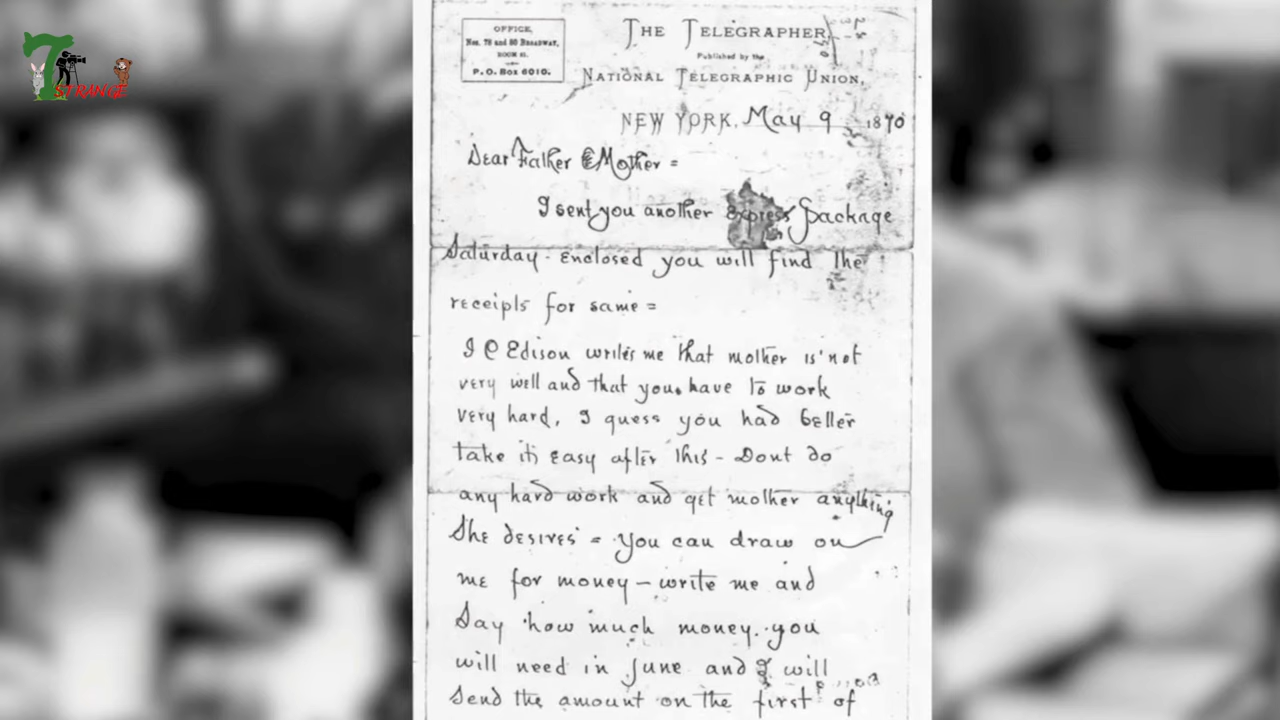 7
STRANGE
OFFICE,
Nos. 78 and 80 BROADWAY,
ROOM 21.
P. O. Box 6010.
THE TELEGRAPHER,
Published by the
NATIONAL TELEGRAPHIC UNION,
NEW YORK, May 9 1870
Dear Father & Mother =
I sent you another Express package
Saturday - Enclosed you will find the
receipts for same =
I C Edison writes me that mother is not
very well and that you have to work
very hard, I guess you had better
take it Easy after this - Dont do
any hard work and get mother anything
She desires = You can draw on
me for money - write me and
Say how much money you
will need in June and I will
Send the amount on the first of